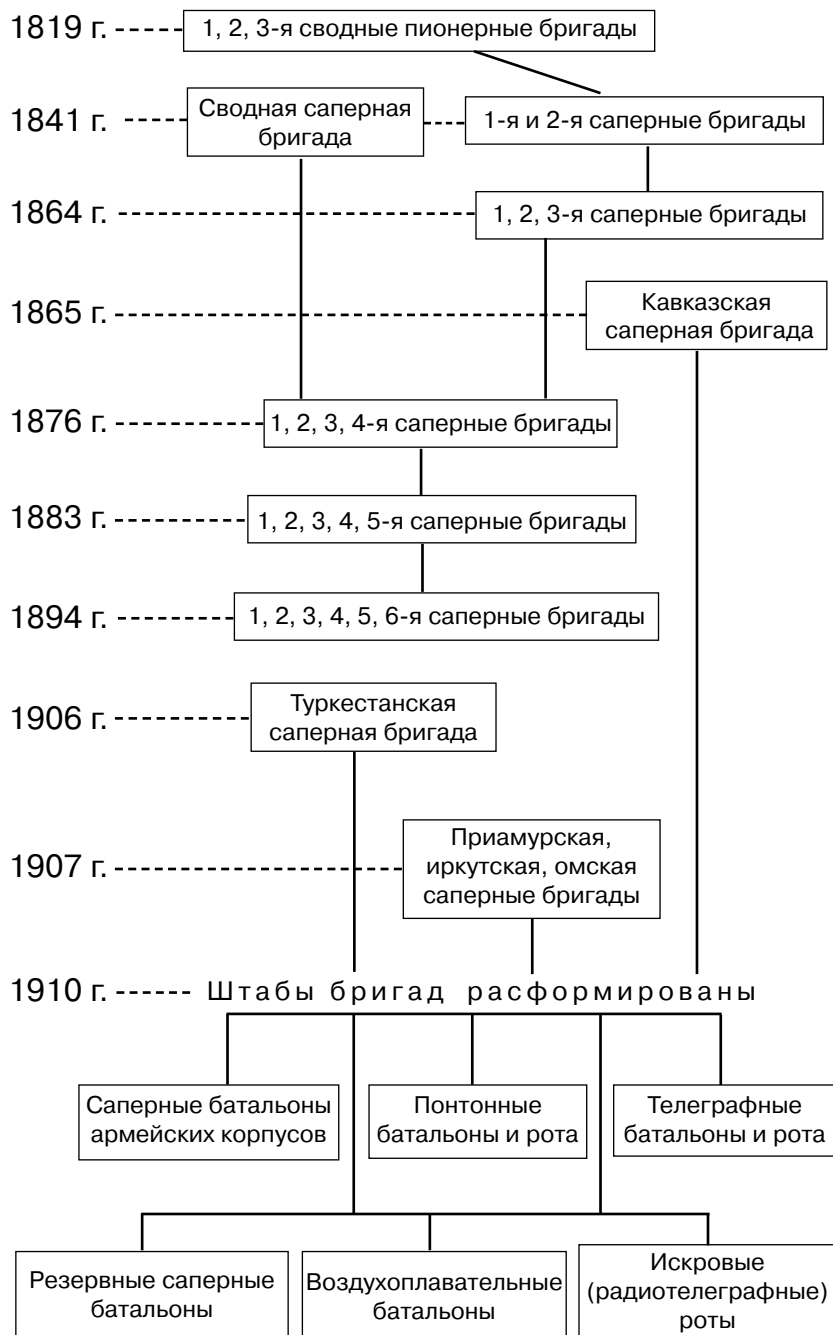 1819 г.
1, 2, 3-я сводные пионерные бригады
1841 г.
Сводная саперная
бригада
1-я и 2-я саперные бригады
1864 г.
1, 2, 3-я саперные бригады
1865 г.
Кавказская
саперная бригада
1876 г.
1, 2, 3, 4-я саперные бригады
1883 г.
1, 2, 3, 4, 5-я саперные бригады
1894 г.
1, 2, 3, 4, 5, 6-я саперные бригады
1906 г.
Туркестанская
саперная бригада
1907 г.
Приамурская,
иркутская, омская
саперные бригады
1910 г.
Штабы бригад расформированы
Саперные батальоны
армейских корпусов
Понтонные
батальоны и рота
Телеграфные
батальоны и рота
Резервные саперные
батальоны
Воздухоплавательные
батальоны
Искровые
(радиотелеграфные)
роты